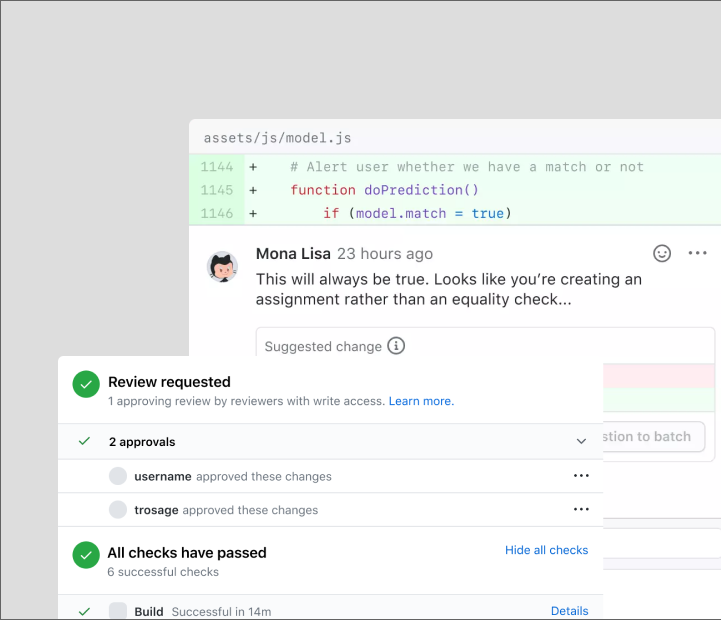 assets/js/model.js
1144 + # Alert user whether we have a match or not
1145 + function doPrediction()
1146 + if (model.match = true)
Mona Lisa 23 hours ago
This will always be true. Looks like you’re creating an
assignment rather than an equality check...
Suggested change
stion to batch
Review requested
1 approving review by reviewers with write access. Learn more.
2 approvals
username approved these changes
trosage approved these changes
All checks have passed
Hide all checks
6 successful checks
Build Successful in 14m
Details